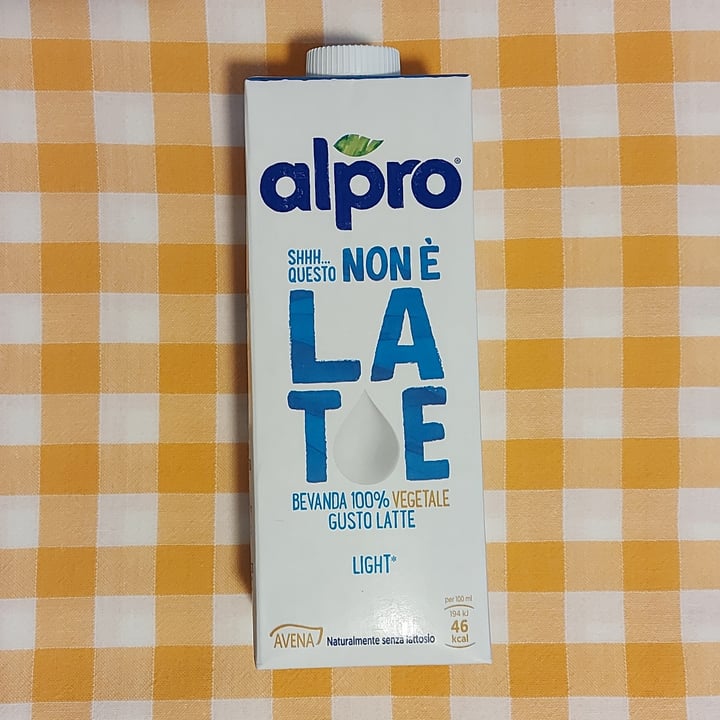 alpro®
SHHH...
QUESTO NON È
LA
T E
BEVANDA 100% VEGETALE
GUSTO LATTE
LIGHT*
per 100 ml
194 kJ
46
kcal
AVENA
Naturalmente senza lattosio